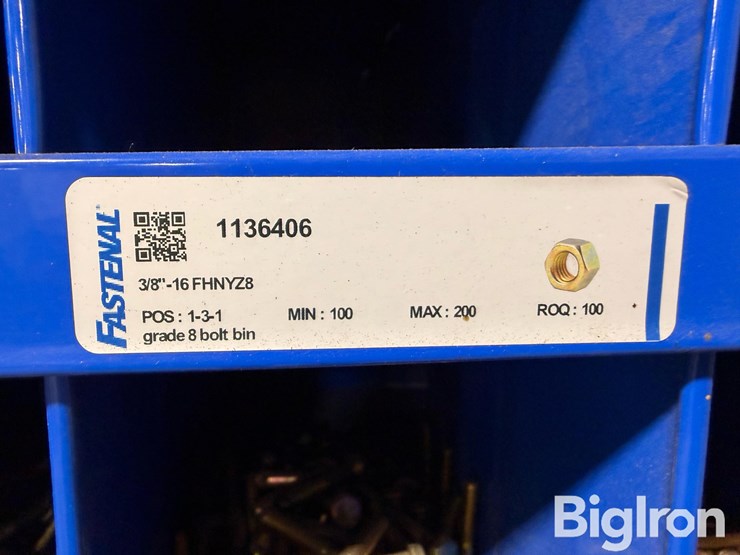 FASTENAL®
1136406
3/8"-16 FHNYZ8
POS : 1-3-1 MIN : 100 MAX : 200 ROQ : 100
grade 8 bolt bin
BigIron